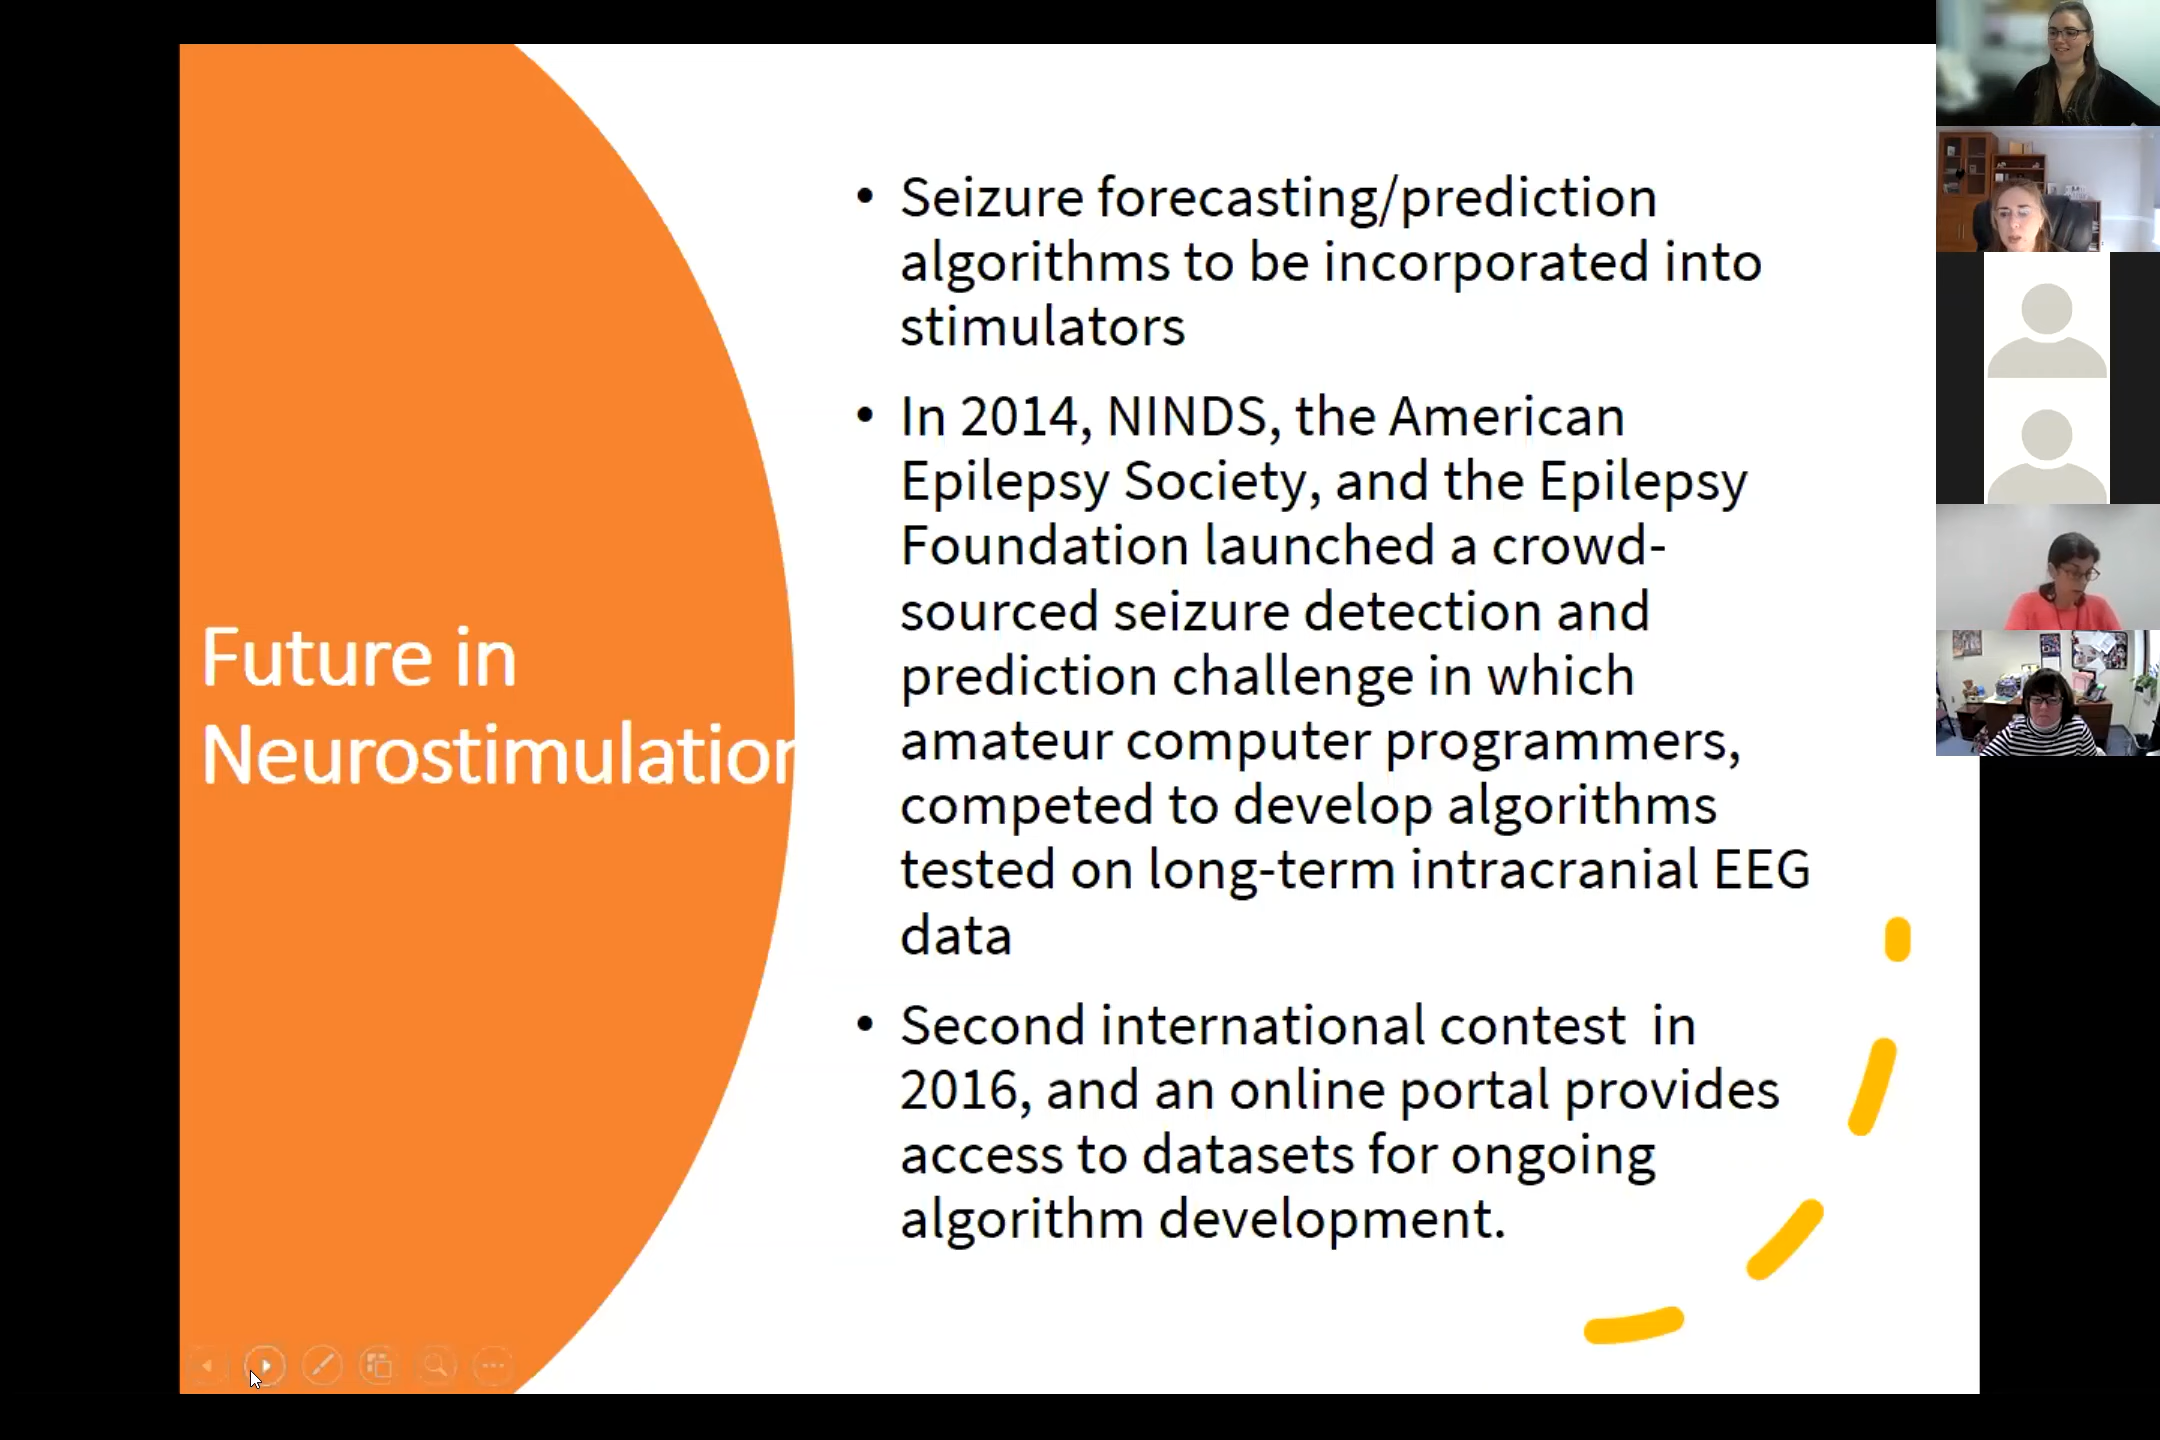 Future in
Neurostimulation
• Seizure forecasting/prediction
algorithms to be incorporated into
stimulators
• In 2014, NINDS, the American
Epilepsy Society, and the Epilepsy
Foundation launched a crowd-
sourced seizure detection and
prediction challenge in which
amateur computer programmers,
competed to develop algorithms
tested on long-term intracranial EEG
data
• Second international contest  in
2016, and an online portal provides
access to datasets for ongoing
algorithm development.